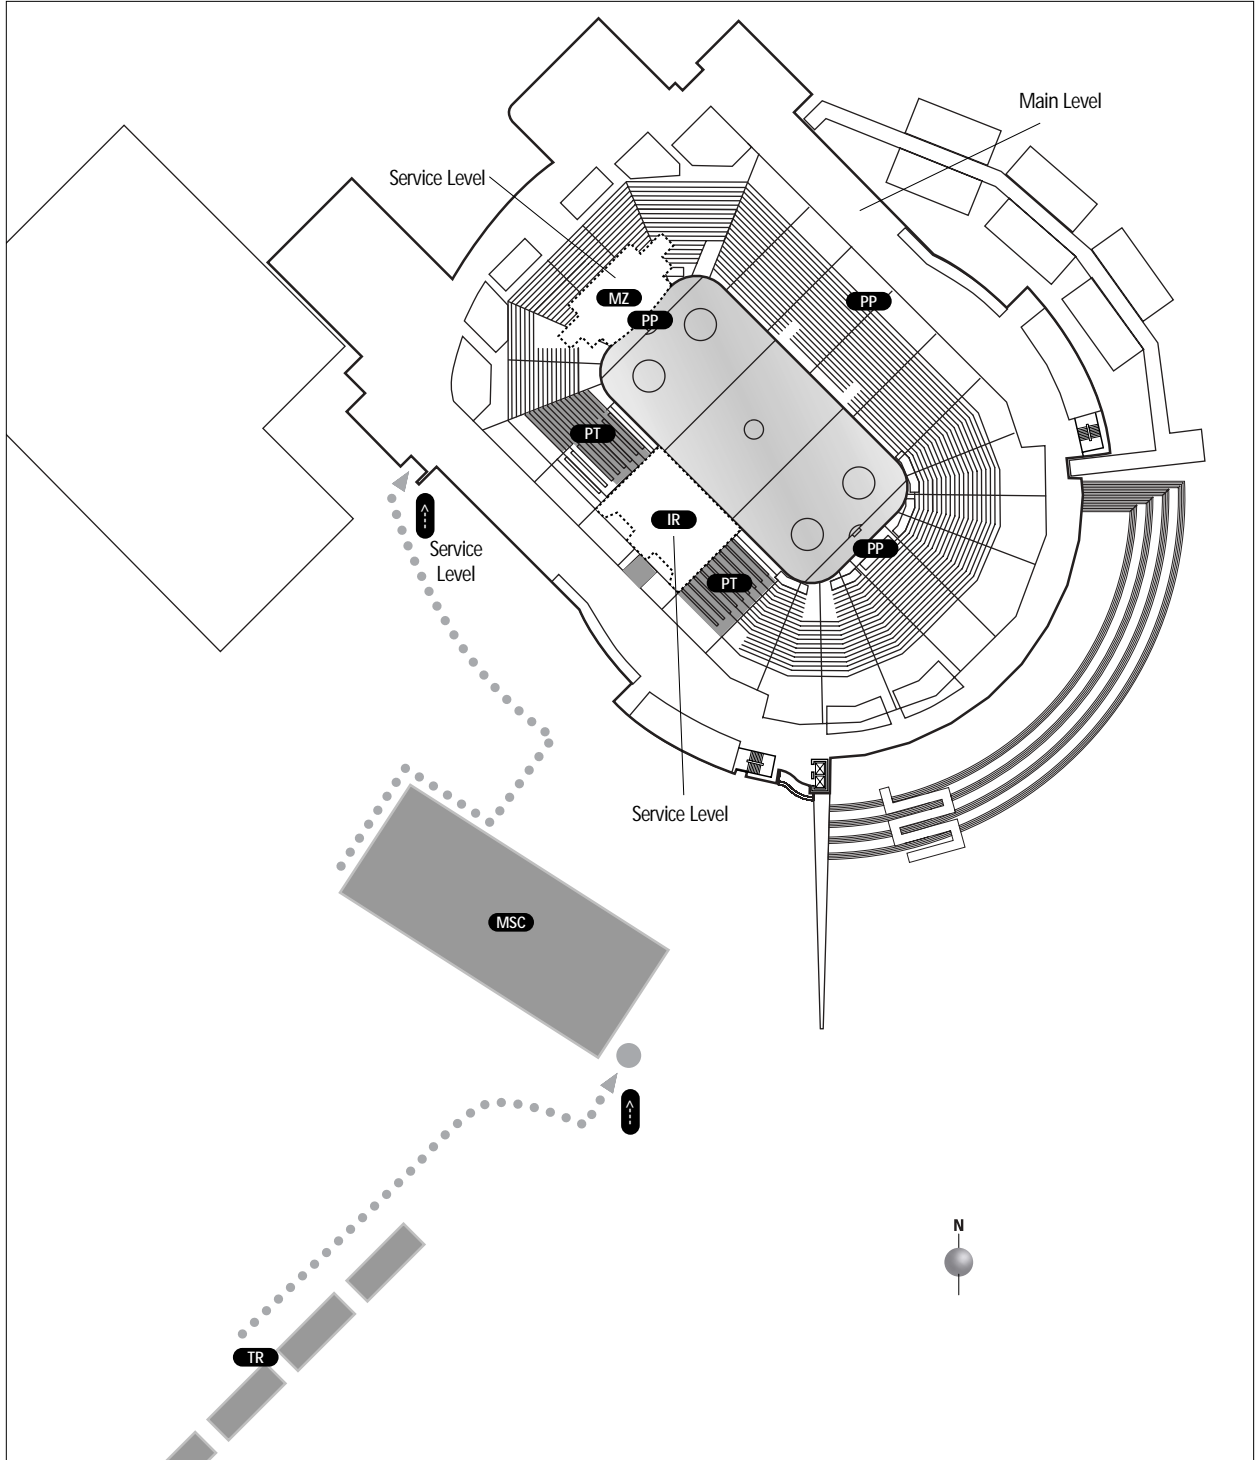 Main Level
Service Level
MZ
PP
PP
PT
IR
PP
PT
Service
Level
Service Level
MSC
N
TR